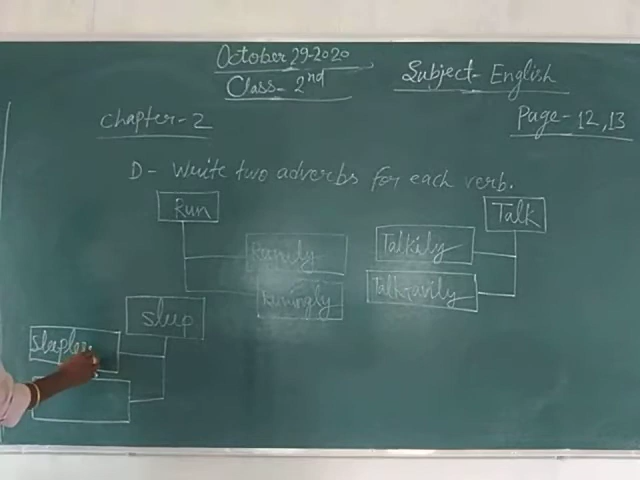 October 29-2020
Class- 2nd
Subject- English
Chapter-2
Page- 12,13
D- Write two adverbs for each verb.
Run
Talk
Talkily
Runingly
Sleep